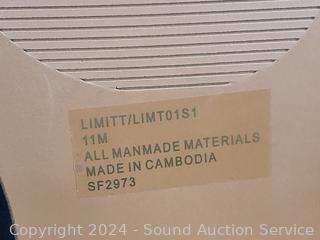 LIMITT/LIMT01S1
11M
ALL MANMADE MATERIALS
MADE IN CAMBODIA
SF2973
Copyright 2024 - Sound Auction Service